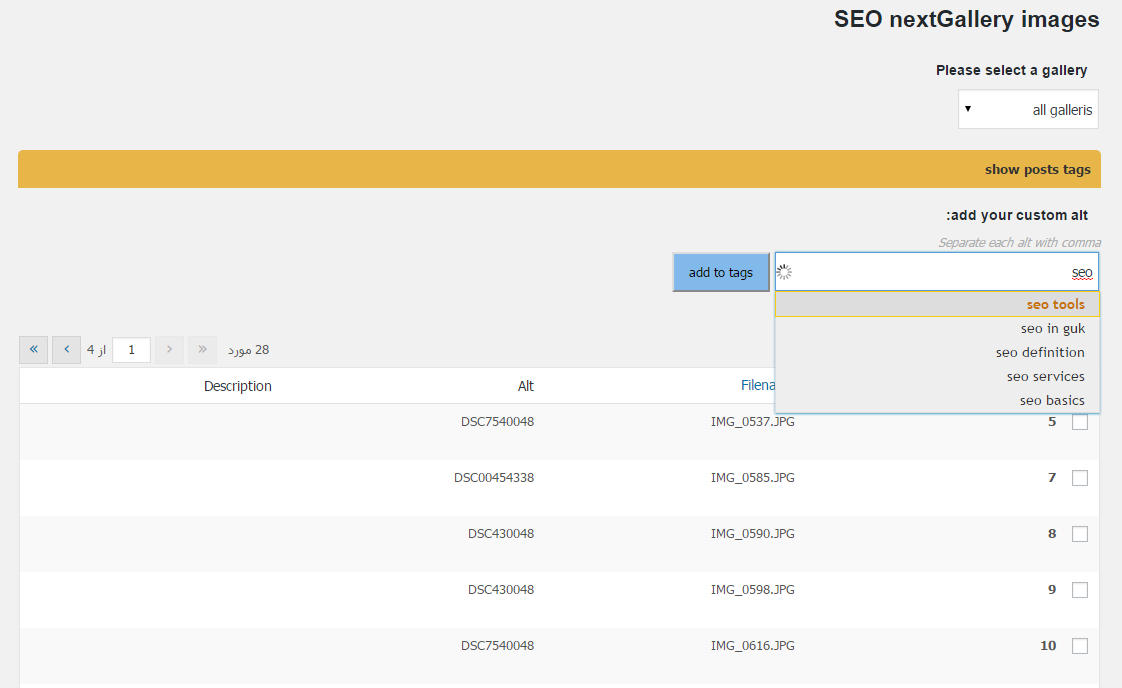 SEO nextGallery images
Please select a gallery
all galleris
show posts tags
:add your custom alt
Separate each alt with comma
seo
add to tags
seo tools
seo in guk
seo definition
seo services
seo basics
28 مورد « ‹ 1 از 4 › »
Filena Alt Description
5 IMG_0537.JPG DSC7540048
7 IMG_0585.JPG DSC00454338
8 IMG_0590.JPG DSC430048
9 IMG_0598.JPG DSC430048
10 IMG_0616.JPG DSC7540048